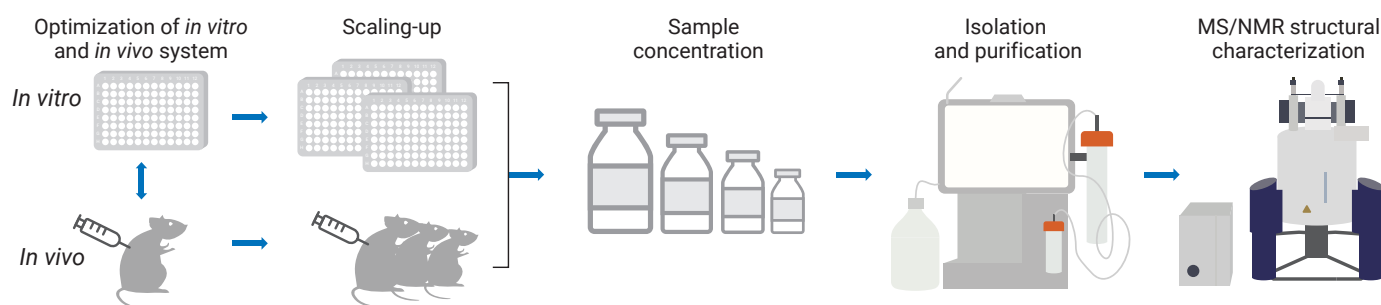 Optimization of in vitro
and in vivo system
Scaling-up
Sample
concentration
Isolation
and purification
MS/NMR structural
characterization
In vitro
In vivo